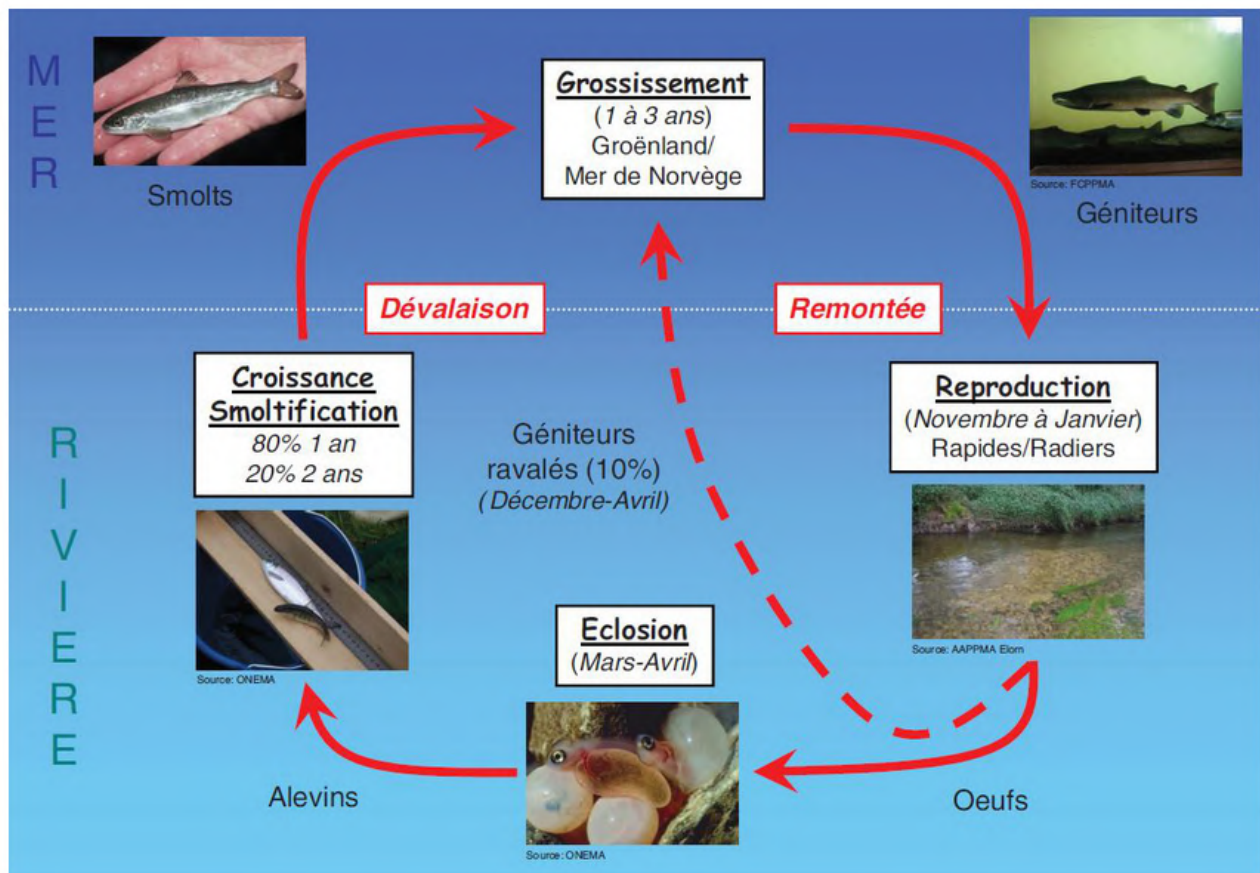 MER
Smolts
Grossissement
(1 à 3 ans)
Groënland/
Mer de Norvège
Source: FCPPMA
Géniteurs
Dévalaison
Remontée
RIVIERE
Croissance
Smoltification
80% 1 an
20% 2 ans
Source: ONEMA
Géniteurs
ravalés (10%)
(Décembre-Avril)
Reproduction
(Novembre à Janvier)
Rapides/Radiers
Source: AAPPMA Elorn
Eclosion
(Mars-Avril)
Source: ONEMA
Alevins
Oeufs